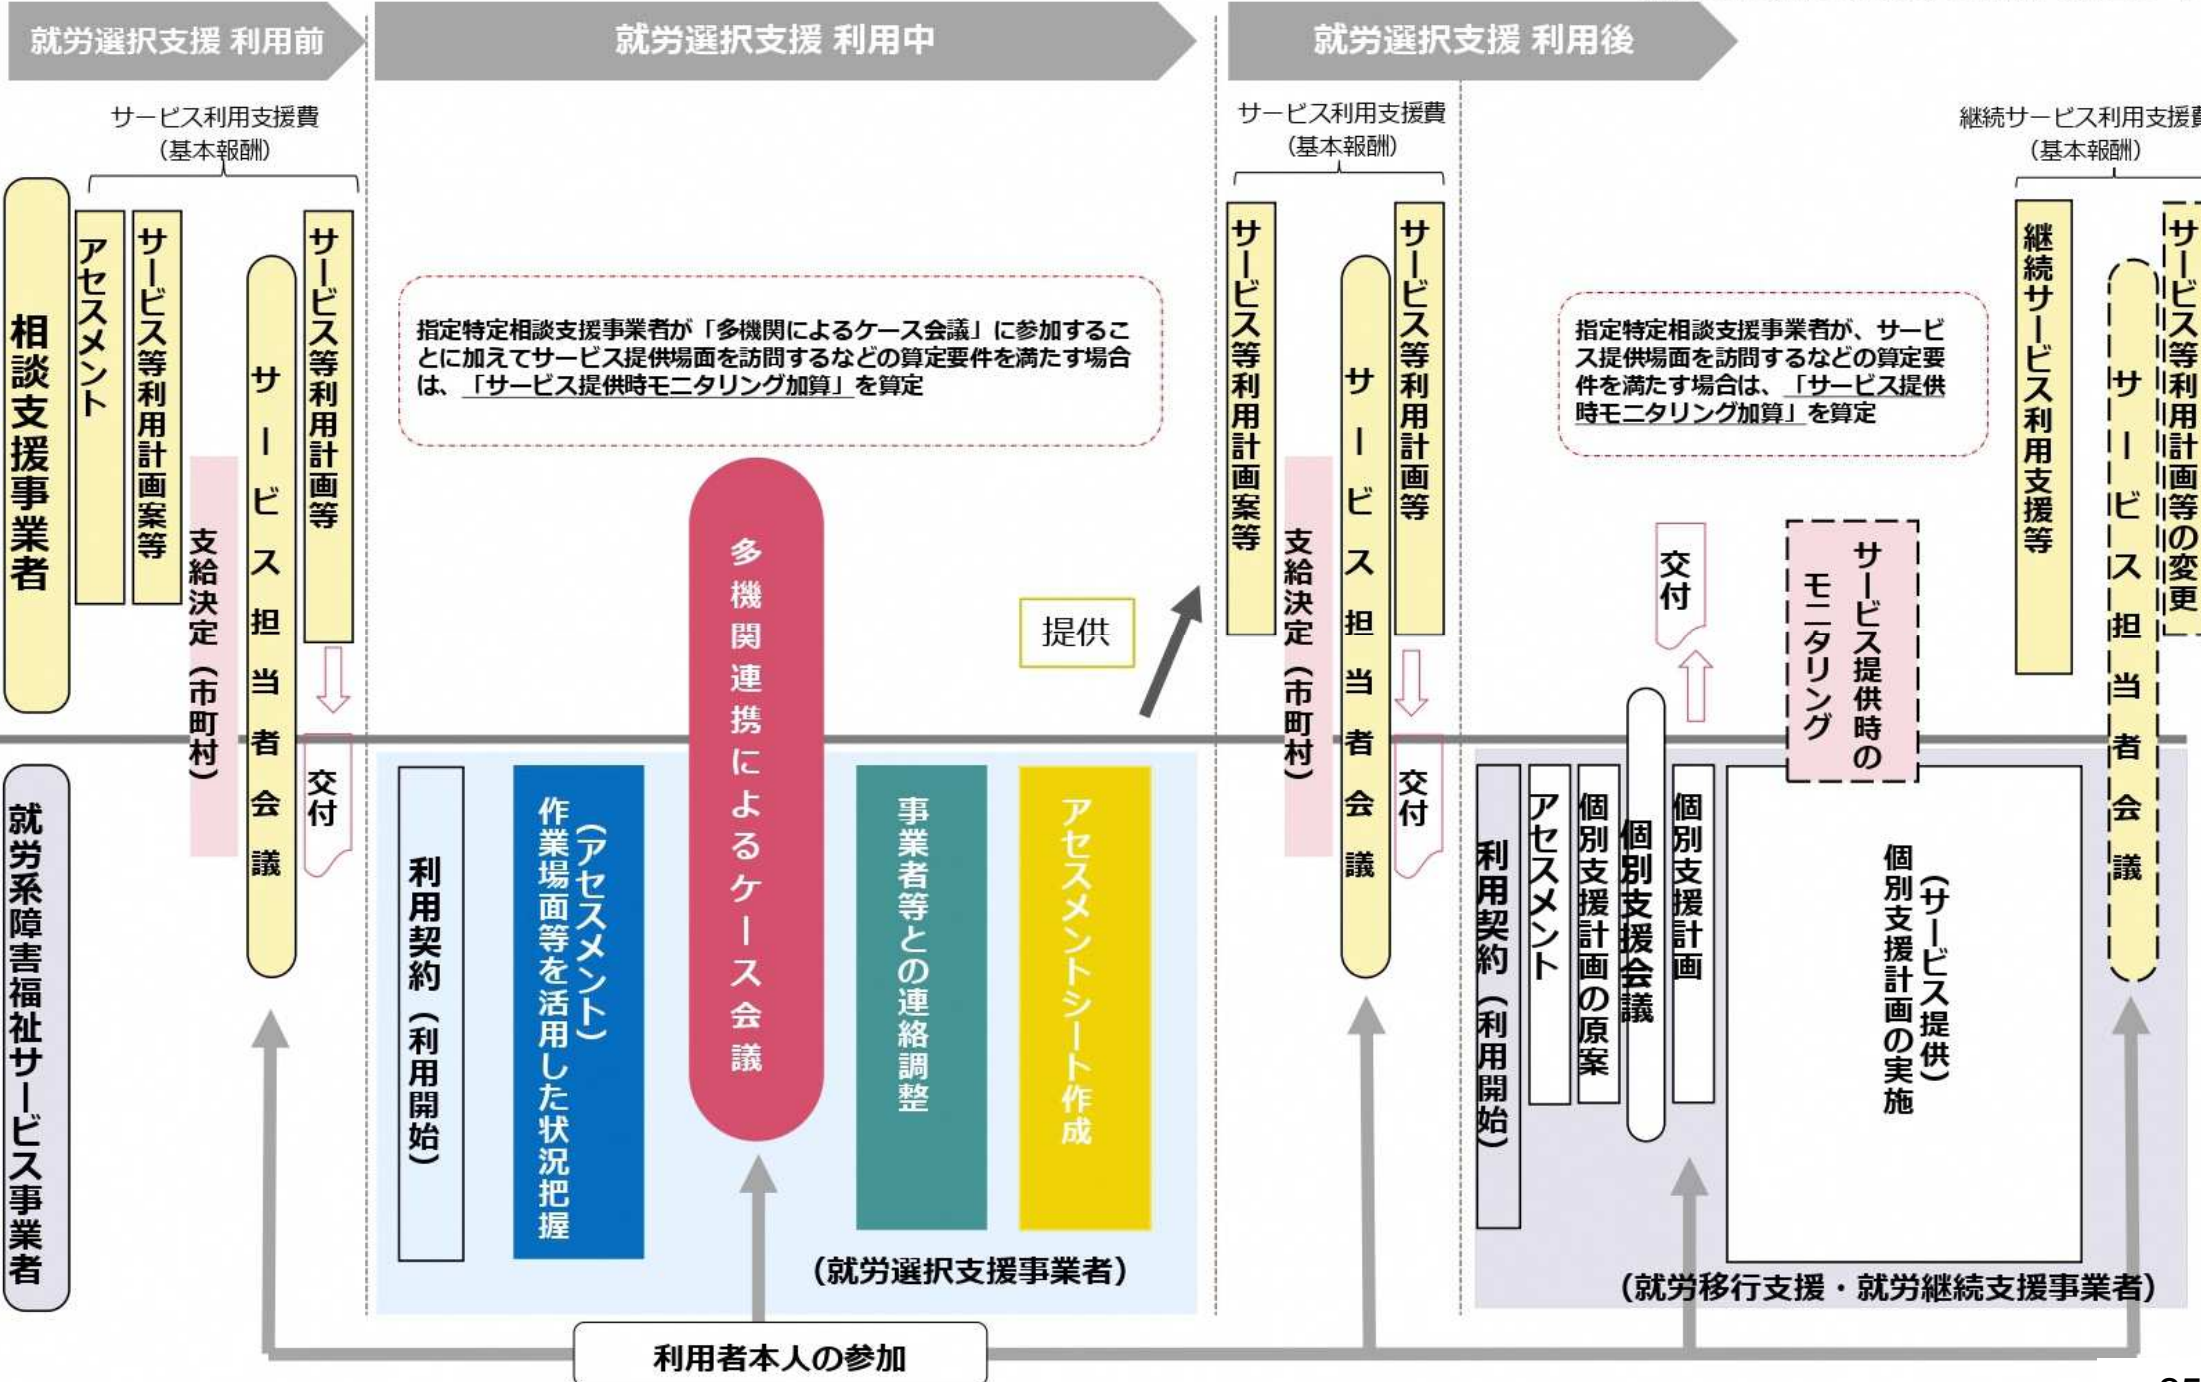 就労選択支援 利用前
就労選択支援 利用中
就労選択支援 利用後
サービス利用支援費
（基本報酬）
サービス利用支援費
（基本報酬）
継続サービス利用支援費
（基本報酬）
相談支援事業者
アセスメント
サービス等利用計画案等
支給決定（市町村）
サービス担当者会議
サービス等利用計画等
交付
指定特定相談支援事業者が「多機関によるケース会議」に参加するこ
とに加えてサービス提供場面を訪問するなどの算定要件を満たす場合
は、「サービス提供時モニタリング加算」を算定
多機関連携によるケース会議
提供
サービス等利用計画案等
支給決定（市町村）
サービス担当者会議
サービス等利用計画等
交付
指定特定相談支援事業者が、サービ
ス提供場面を訪問するなどの算定要
件を満たす場合は、「サービス提供
時モニタリング加算」を算定
交付
サービス提供時の
モニタリング
継続サービス利用支援等
サービス担当者会議
サービス等利用計画等の変更
就労系障害福祉サービス事業者
利用契約（利用開始）
（アセスメント）
作業場面等を活用した状況把握
事業者等との連絡調整
アセスメントシート作成
（就労選択支援事業者）
利用契約（利用開始）
アセスメント
個別支援計画の原案
個別支援会議
個別支援計画
（サービス提供）
個別支援計画の実施
（就労移行支援・就労継続支援事業者）
利用者本人の参加